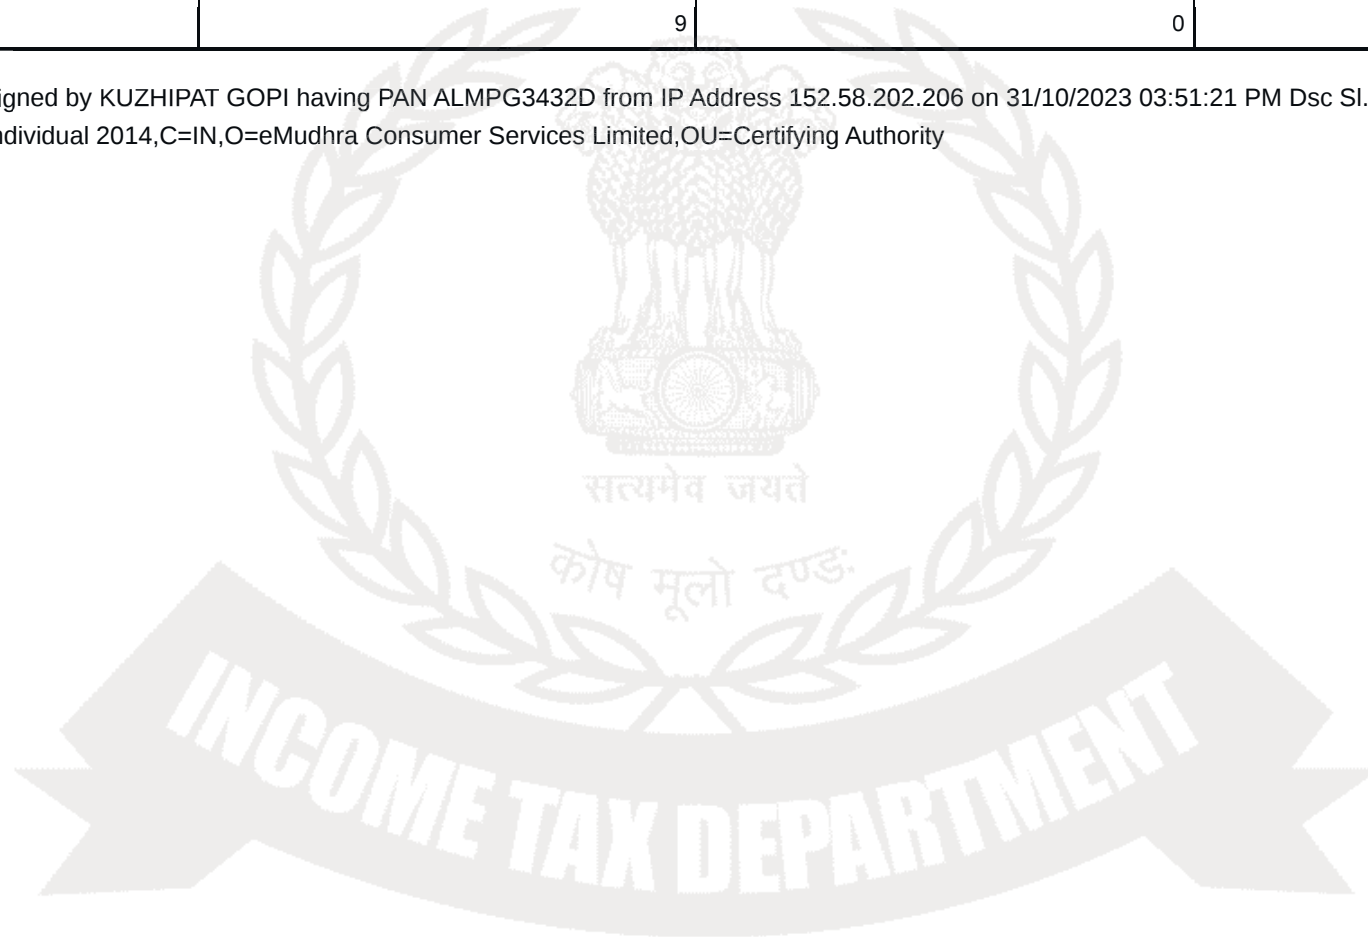 9 0
igned by KUZHIPAT GOPI having PAN ALMPG3432D from IP Address 152.58.202.206 on 31/10/2023 03:51:21 PM Dsc Sl.
ndividual 2014,C=IN,O=eMudhra Consumer Services Limited,OU=Certifying Authority
सत्यमेव जयते
कोष मूलो दण्डः
INCOME TAX DEPARTMENT